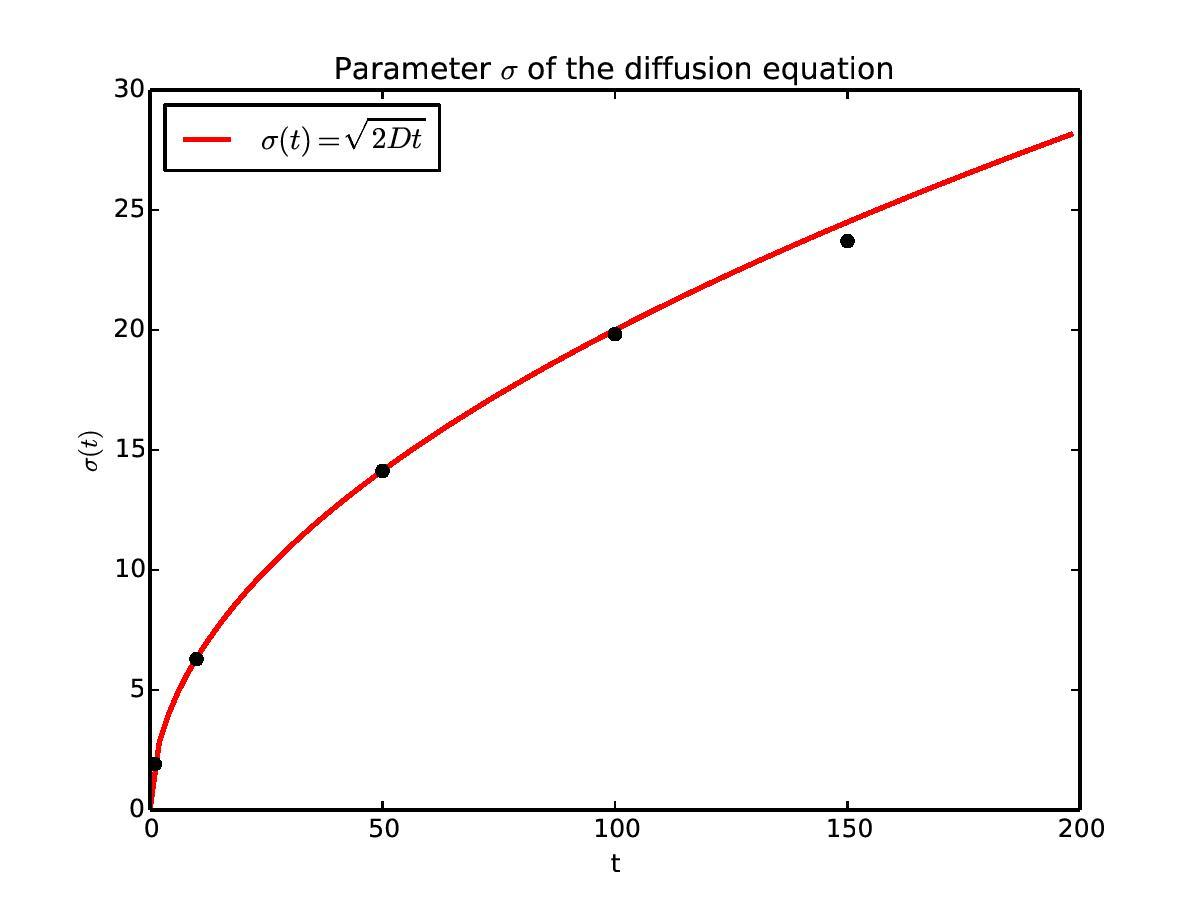 Parameter σ of the diffusion equation
30
σ(t) = √2Dt
25
20
15
σ(t)
10
5
0
0 50 100 150 200
t